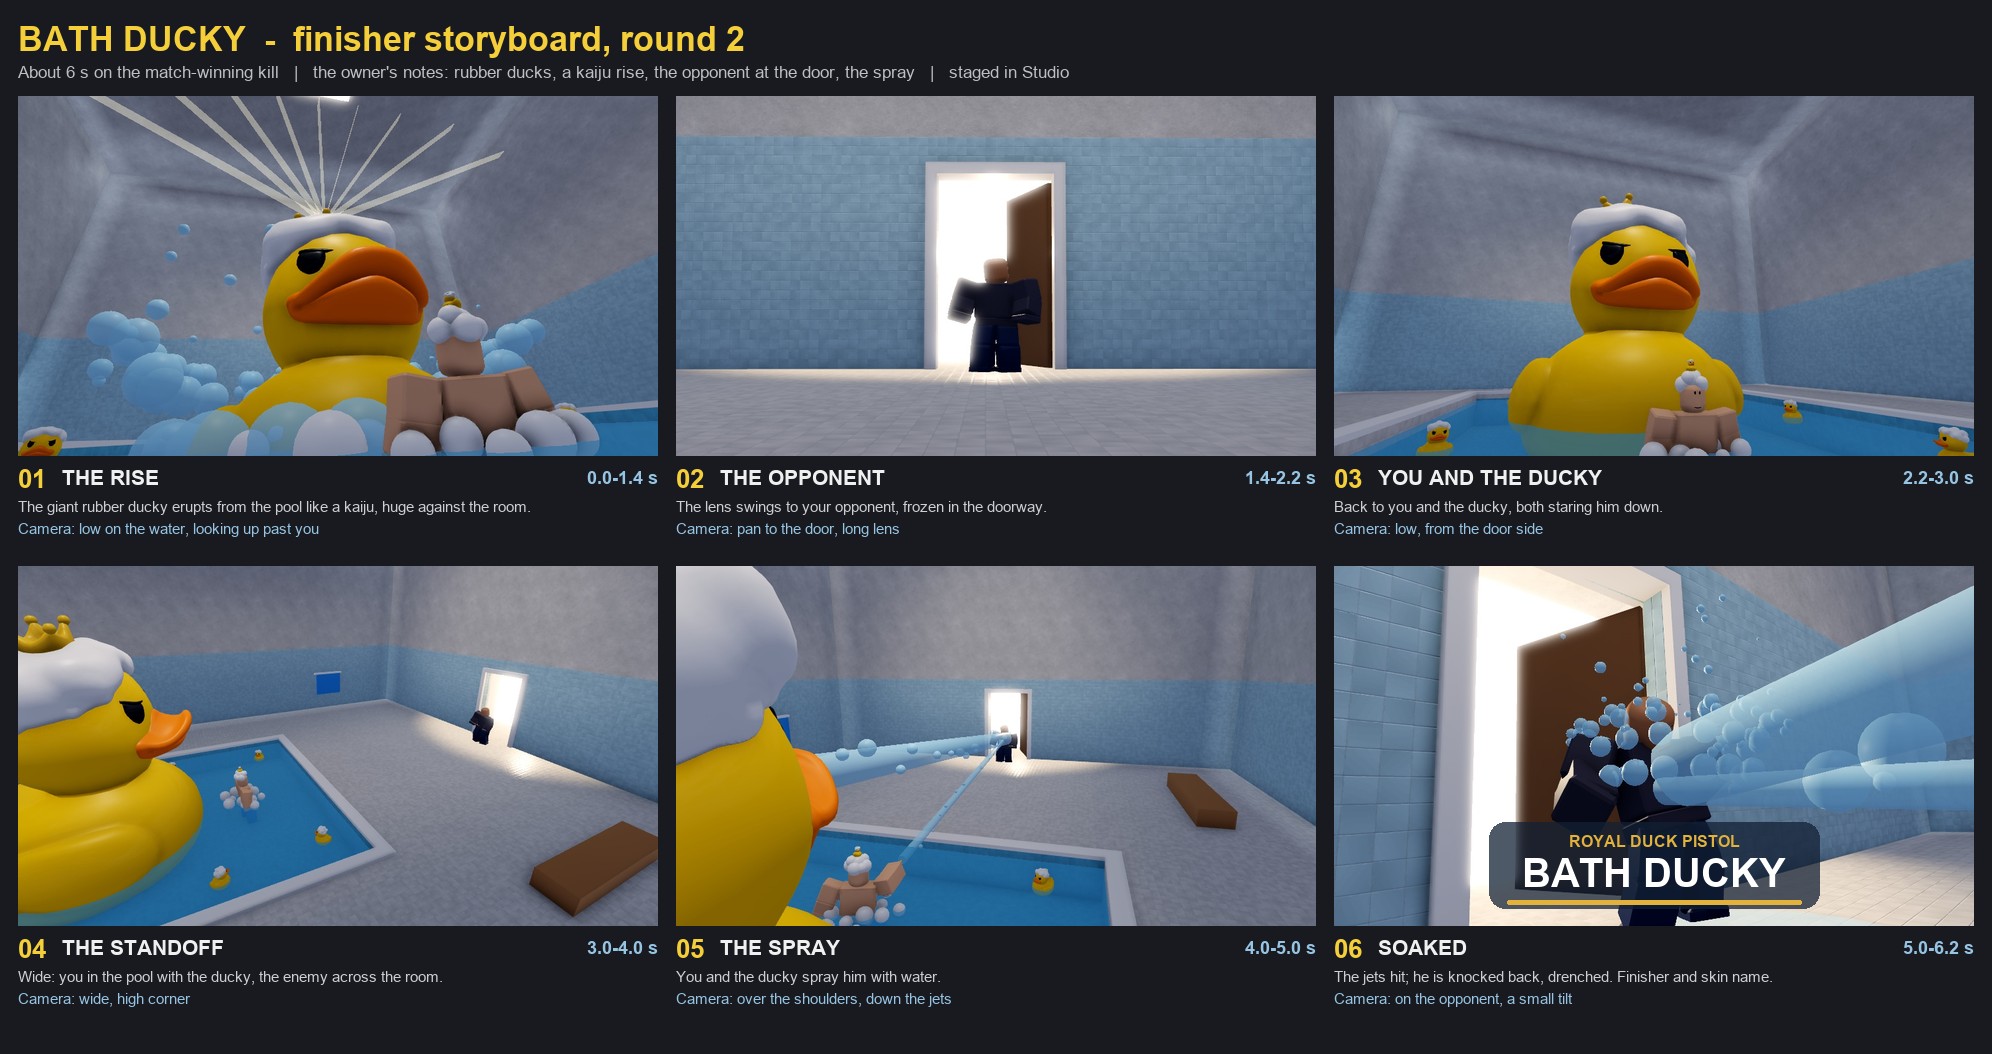 BATH DUCKY - finisher storyboard, round 2
About 6 s on the match-winning kill | the owner's notes: rubber ducks, a kaiju rise, the opponent at the door, the spray | staged in Studio
01 THE RISE 0.0-1.4 s
The giant rubber ducky erupts from the pool like a kaiju, huge against the room.
Camera: low on the water, looking up past you
02 THE OPPONENT 1.4-2.2 s
The lens swings to your opponent, frozen in the doorway.
Camera: pan to the door, long lens
03 YOU AND THE DUCKY 2.2-3.0 s
Back to you and the ducky, both staring him down.
Camera: low, from the door side
04 THE STANDOFF 3.0-4.0 s
Wide: you in the pool with the ducky, the enemy across the room.
Camera: wide, high corner
05 THE SPRAY 4.0-5.0 s
You and the ducky spray him with water.
Camera: over the shoulders, down the jets
ROYAL DUCK PISTOL
BATH DUCKY
06 SOAKED 5.0-6.2 s
The jets hit; he is knocked back, drenched. Finisher and skin name.
Camera: on the opponent, a small tilt